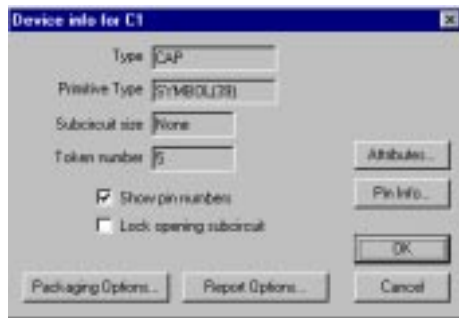 Device info for C1
Type CAP
Primitive Type SYMBOL(39)
Subcircuit size None
Token number 5
Attributes...
Show pin numbers
Pin Info...
Lock opening subcircuit
OK
Packaging Options...
Report Options...
Cancel